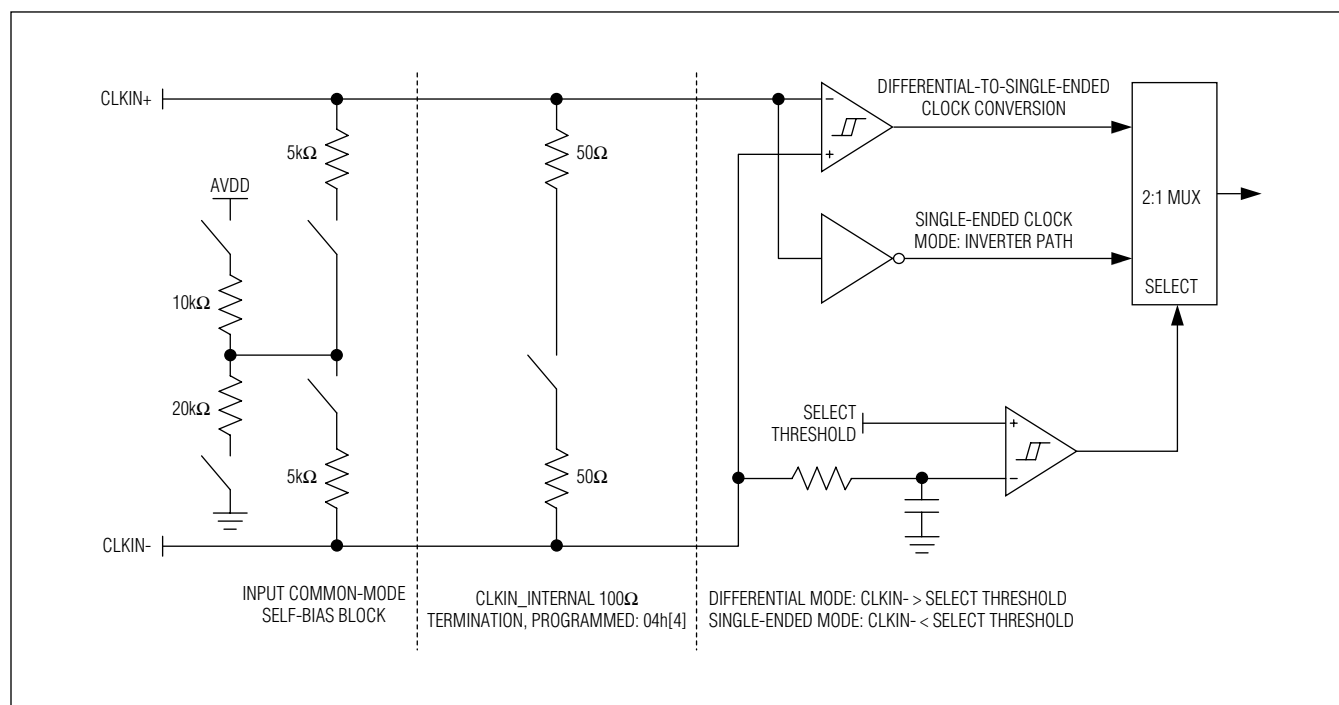 CLKIN+
5kΩ
50Ω
AVDD
10kΩ
20kΩ
5kΩ
50Ω
CLKIN-
INPUT COMMON-MODE
SELF-BIAS BLOCK
CLKIN_INTERNAL 100Ω
TERMINATION, PROGRAMMED: 04h[4]
−
+
DIFFERENTIAL-TO-SINGLE-ENDED
CLOCK CONVERSION
SINGLE-ENDED CLOCK
MODE: INVERTER PATH
2:1 MUX
SELECT
SELECT
THRESHOLD
+
−
DIFFERENTIAL MODE: CLKIN- > SELECT THRESHOLD
SINGLE-ENDED MODE: CLKIN- < SELECT THRESHOLD